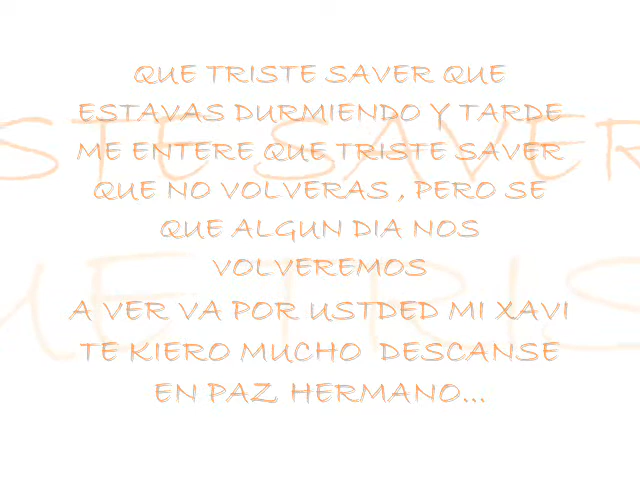 QUE TRISTE SAVER QUE
ESTAVAS DURMIENDO Y TARDE
ME ENTERE QUE TRISTE SAVER
QUE NO VOLVERAS , PERO SE
QUE ALGUN DIA NOS
VOLVEREMOS
A VER VA POR USTDED MI XAVI
TE KIERO MUCHO DESCANSE
EN PAZ HERMANO...